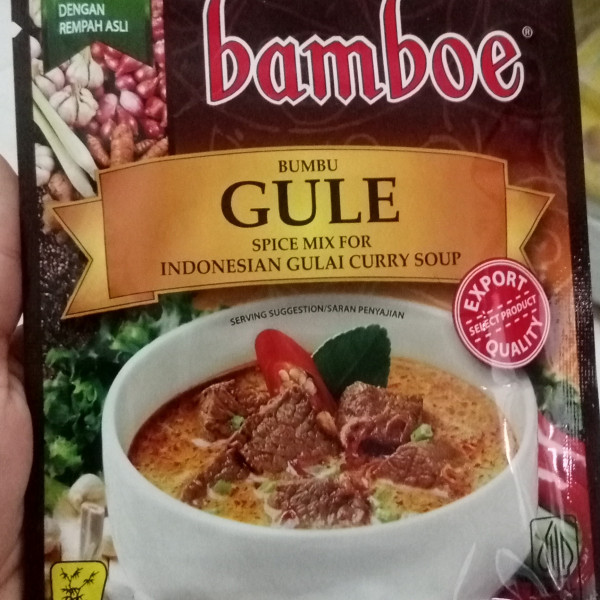 DENGAN
REMPAH ASLI
bamboe®
BUMBU
GULE
SPICE MIX FOR
INDONESIAN GULAI CURRY SOUP
SERVING SUGGESTION/SARAN PENYAJIAN
EXPORT
SELECT PRODUCT
QUALITY